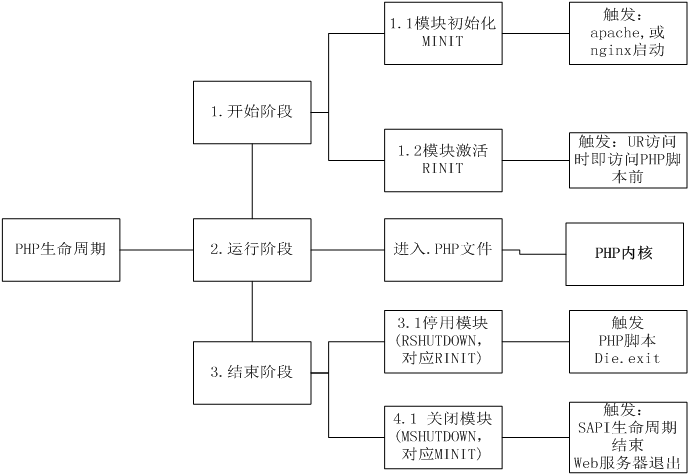 1.1模块初始化
MINIT
触发：
apache,或
nginx启动
1.开始阶段
1.2模块激活
RINIT
触发：UR访问
时即访问PHP脚
本前
PHP生命周期
2.运行阶段
进入.PHP文件
PHP内核
3.结束阶段
3.1停用模块
(RSHUTDOWN，
对应RINIT)
触发
PHP脚本
Die.exit
4.1 关闭模块
(MSHUTDOWN，
对应MINIT)
触发：
SAPI生命周期
结束
Web服务器退出